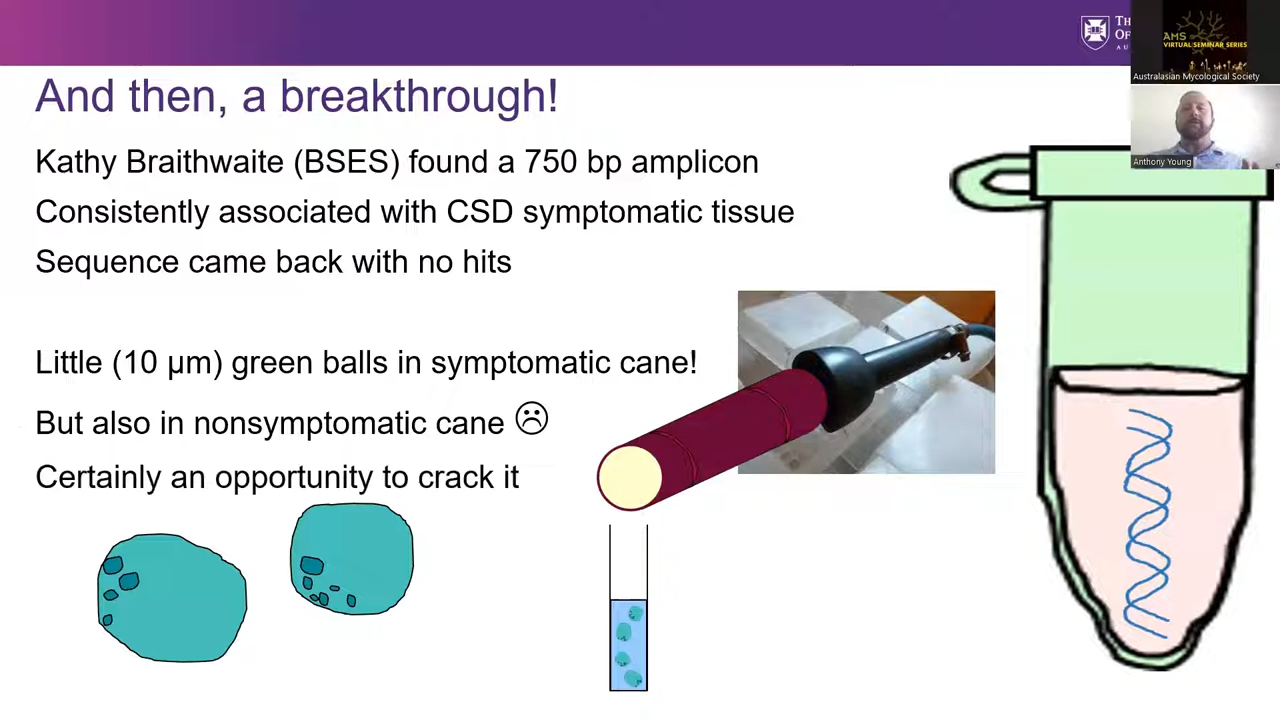 AMS
VIRTUAL SEMINAR SERIES
Australasian Mycological Society
Anthony Young
And then, a breakthrough!
Kathy Braithwaite (BSES) found a 750 bp amplicon
Consistently associated with CSD symptomatic tissue
Sequence came back with no hits
Little (10 µm) green balls in symptomatic cane!
But also in nonsymptomatic cane ☹
Certainly an opportunity to crack it